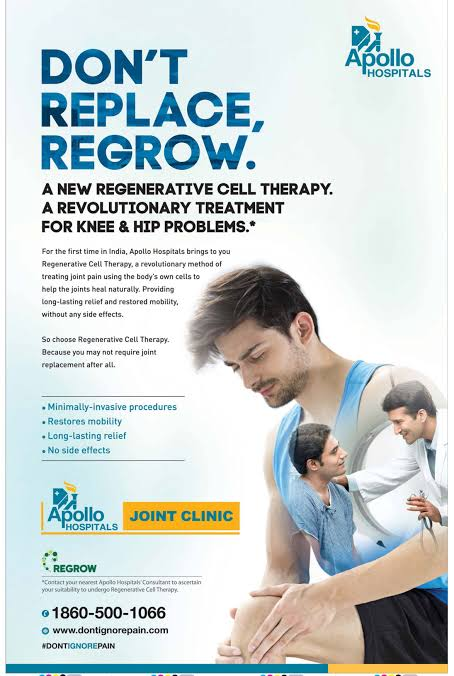 Apollo
HOSPITALS
DON'T
REPLACE,
REGROW.
A NEW REGENERATIVE CELL THERAPY.
A REVOLUTIONARY TREATMENT
FOR KNEE & HIP PROBLEMS.*
For the first time in India, Apollo Hospitals brings to you
Regenerative Cell Therapy, a revolutionary method of
treating joint pain using the body's own cells to
help the joints heal naturally. Providing
long-lasting relief and restored mobility,
without any side effects.
So choose Regenerative Cell Therapy.
Because you may not require joint
replacement after all.
• Minimally-invasive procedures
• Restores mobility
• Long-lasting relief
• No side effects
Apollo
HOSPITALS
JOINT CLINIC
REGROW
*Contact your nearest Apollo Hospitals' Consultant to ascertain
your suitability to undergo Regenerative Cell Therapy.
1860-500-1066
www.dontignorepain.com
#DONTIGNOREPAIN